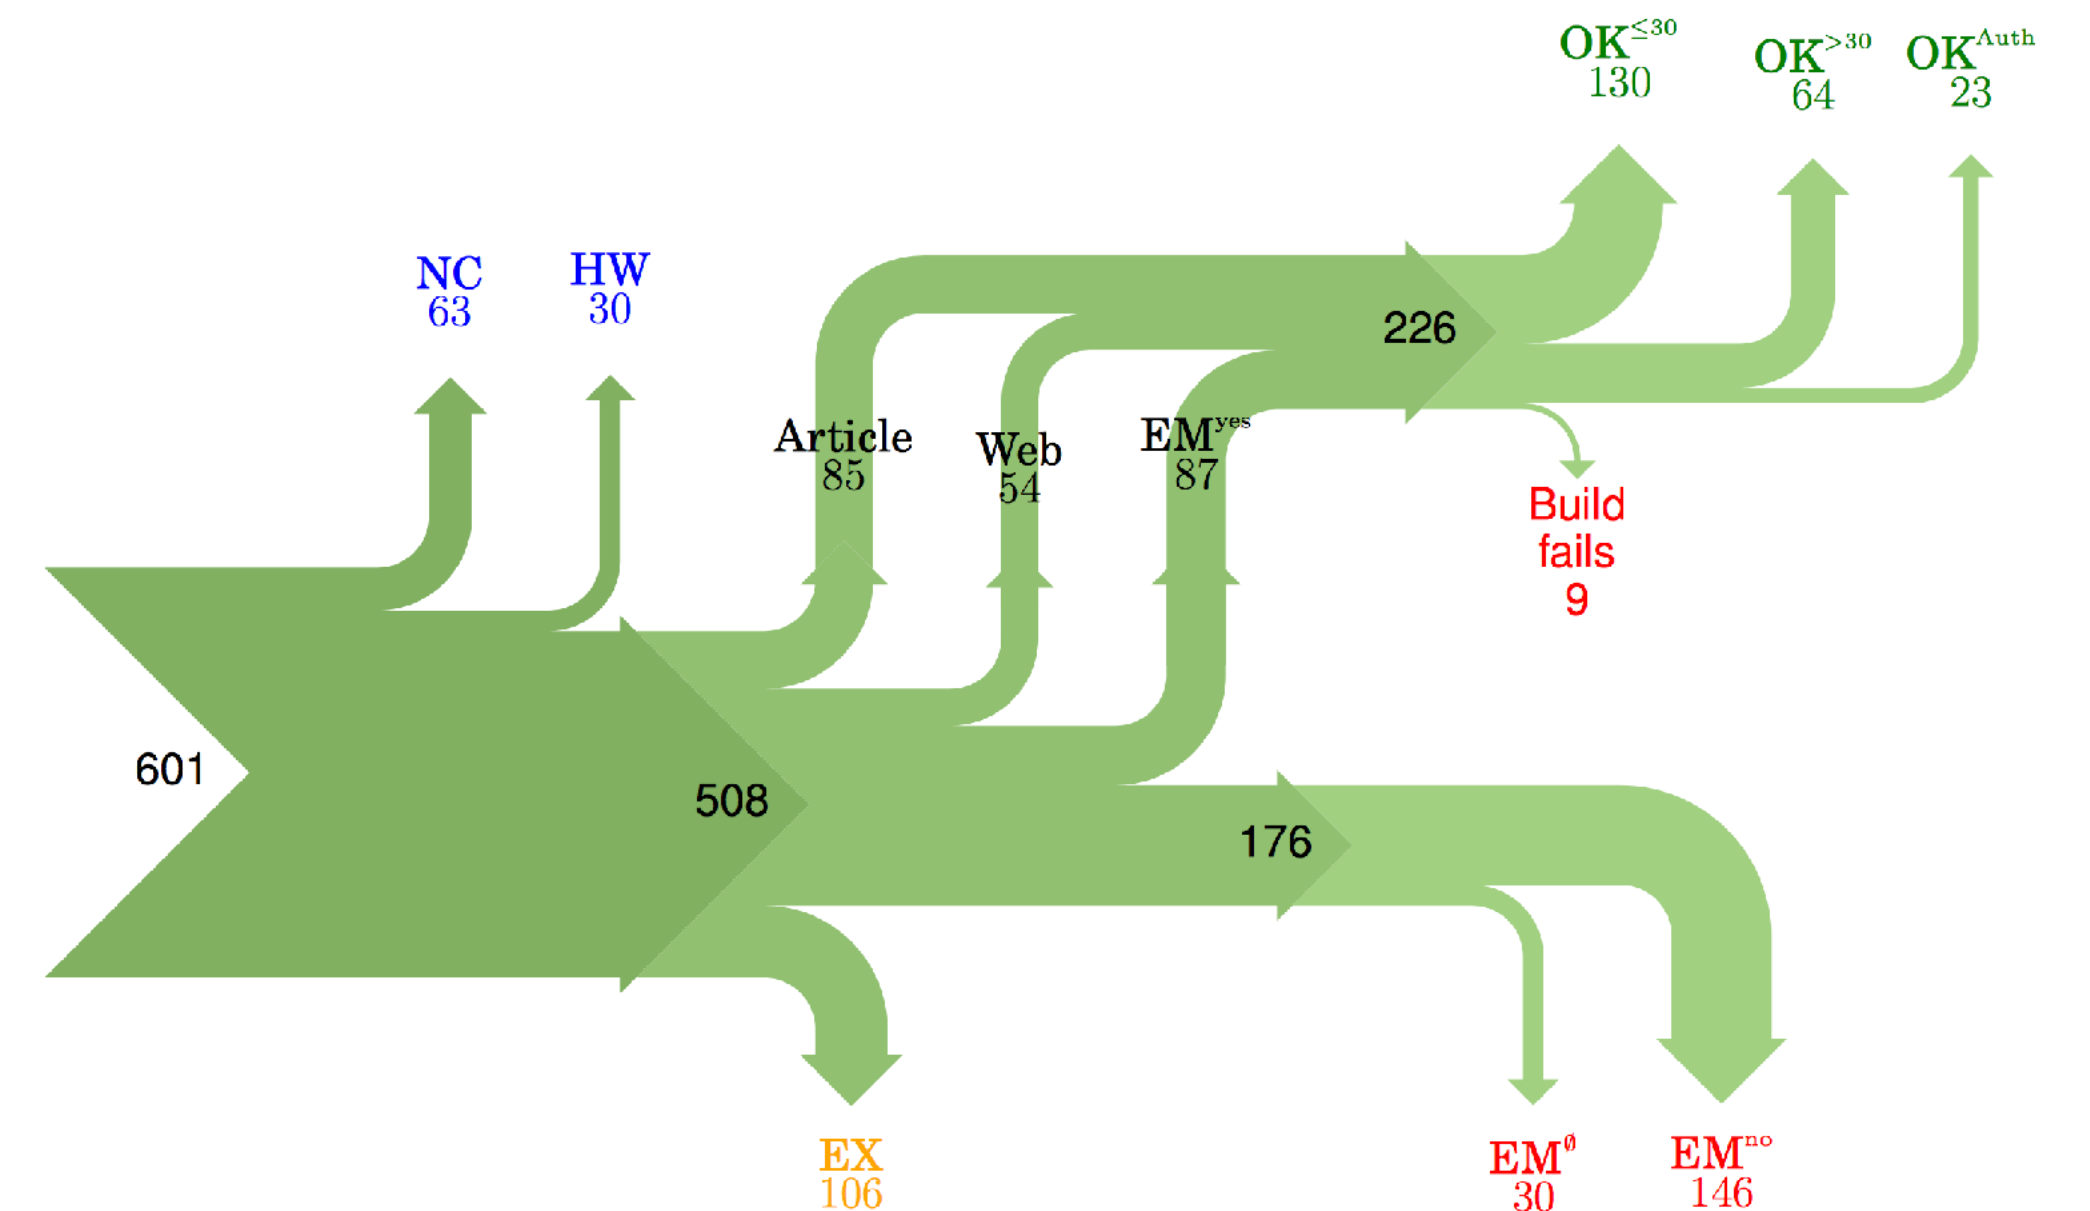 OK≤30
130
OK>30
64
OKAuth
23
NC
63
HW
30
Article
85
Web
54
EMyes
87
226
Build
fails
9
601
508
176
EX
106
EM∅
30
EMno
146